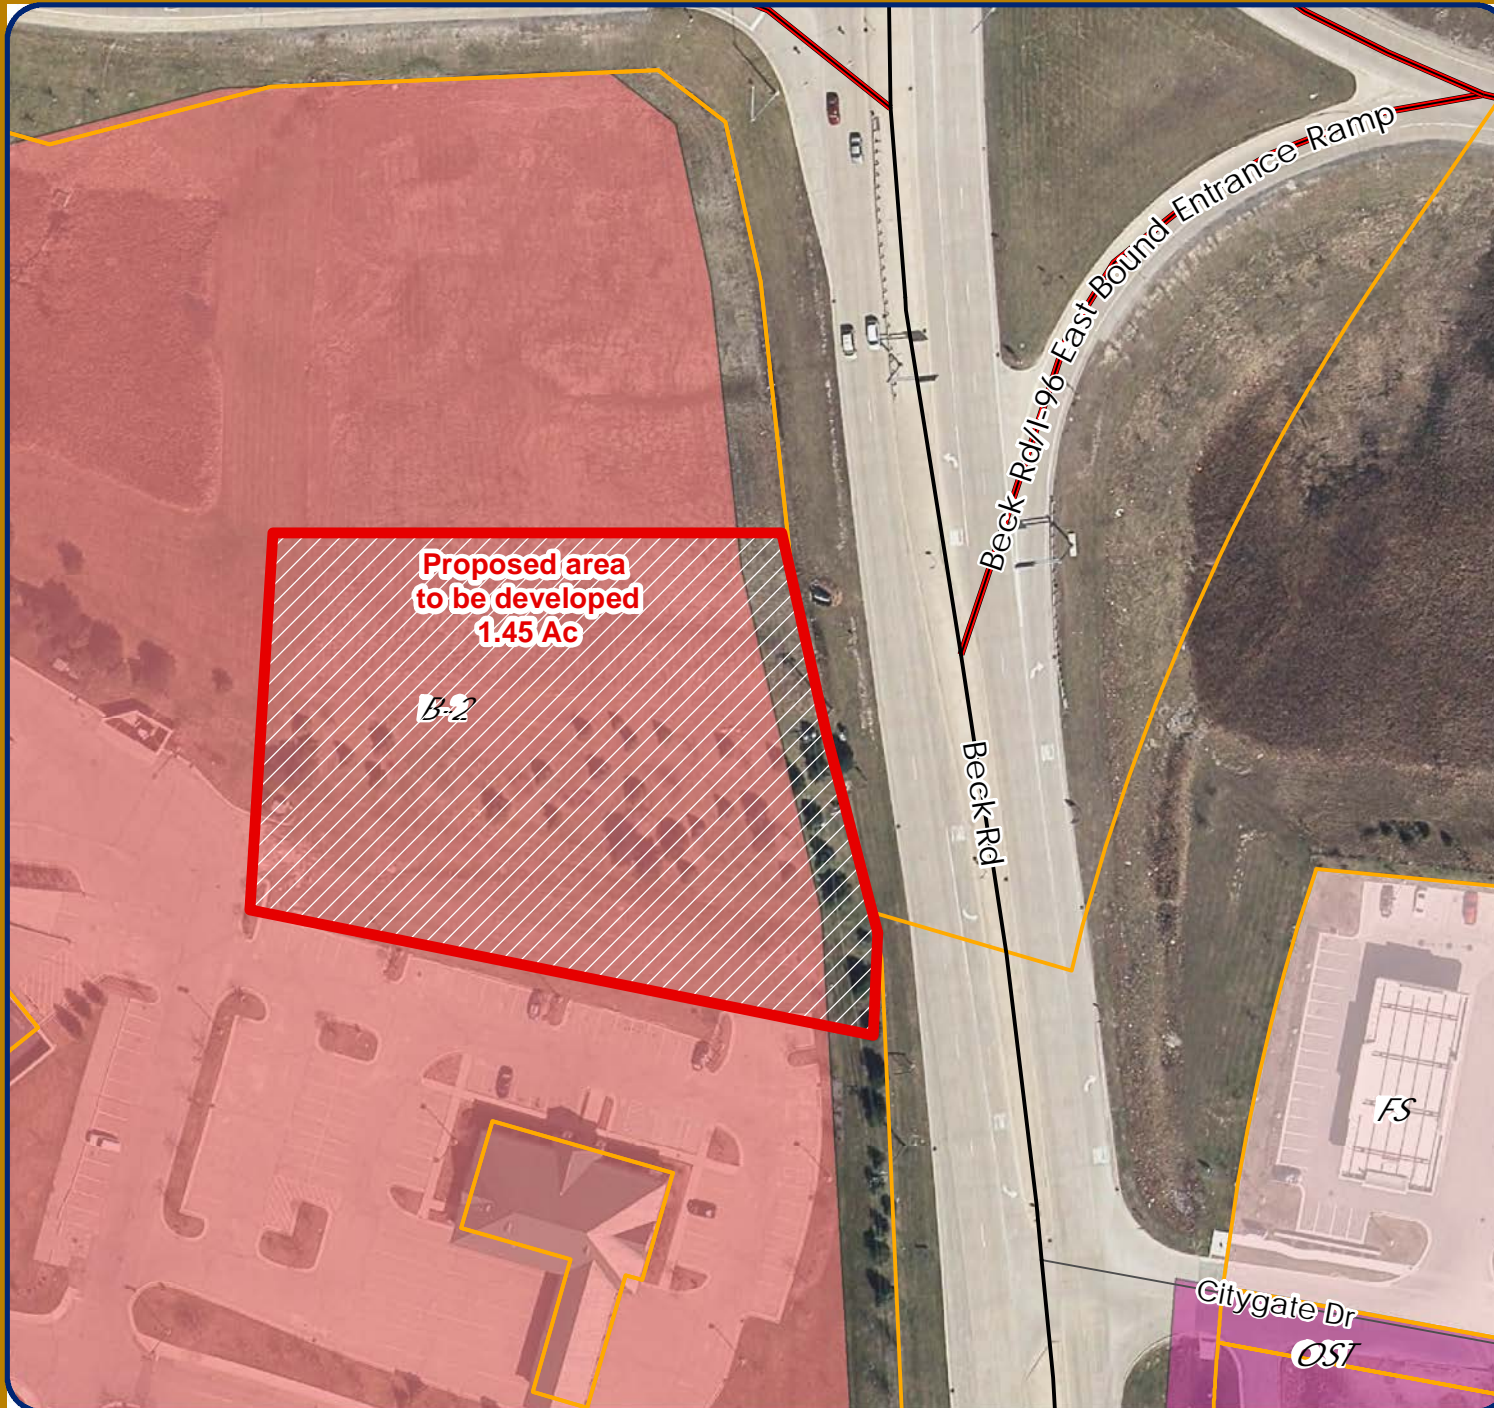 Beck Rd/I-96 East Bound Entrance Ramp
Proposed area
to be developed
1.45 Ac
B-2
Beck Rd
FS
Citygate Dr
OST